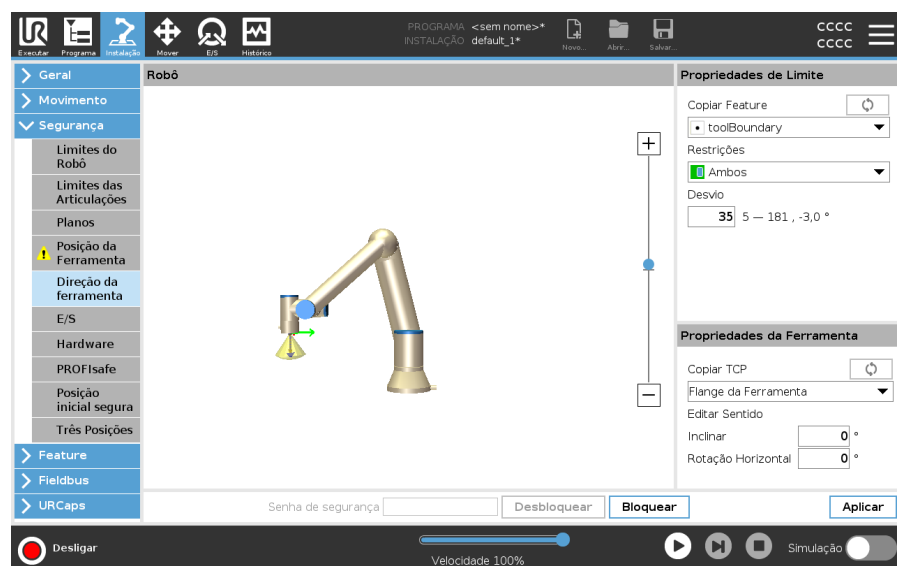 PROGRAMA <sem nome>*
INSTALAÇÃO default_1*
cccc
cccc
Executar Programa Instalação Mover E/S Histórico Novo... Abrir... Salvar...
Geral
Movimento
Segurança
Limites do
Robô
Limites das
Articulações
Planos
Posição da
Ferramenta
Direção da
ferramenta
E/S
Hardware
PROFIsafe
Posição
inicial segura
Três Posições
Feature
Fieldbus
URCaps
Robô
+
−
Propriedades de Limite
Copiar Feature
toolBoundary
Restrições
Ambos
Desvio
35 5 — 181 , -3,0 °
Propriedades da Ferramenta
Copiar TCP
Flange da Ferramenta
Editar Sentido
Inclinar 0 °
Rotação Horizontal 0 °
Senha de segurança Desbloquear Bloquear Aplicar
Desligar
Velocidade 100%
Simulação